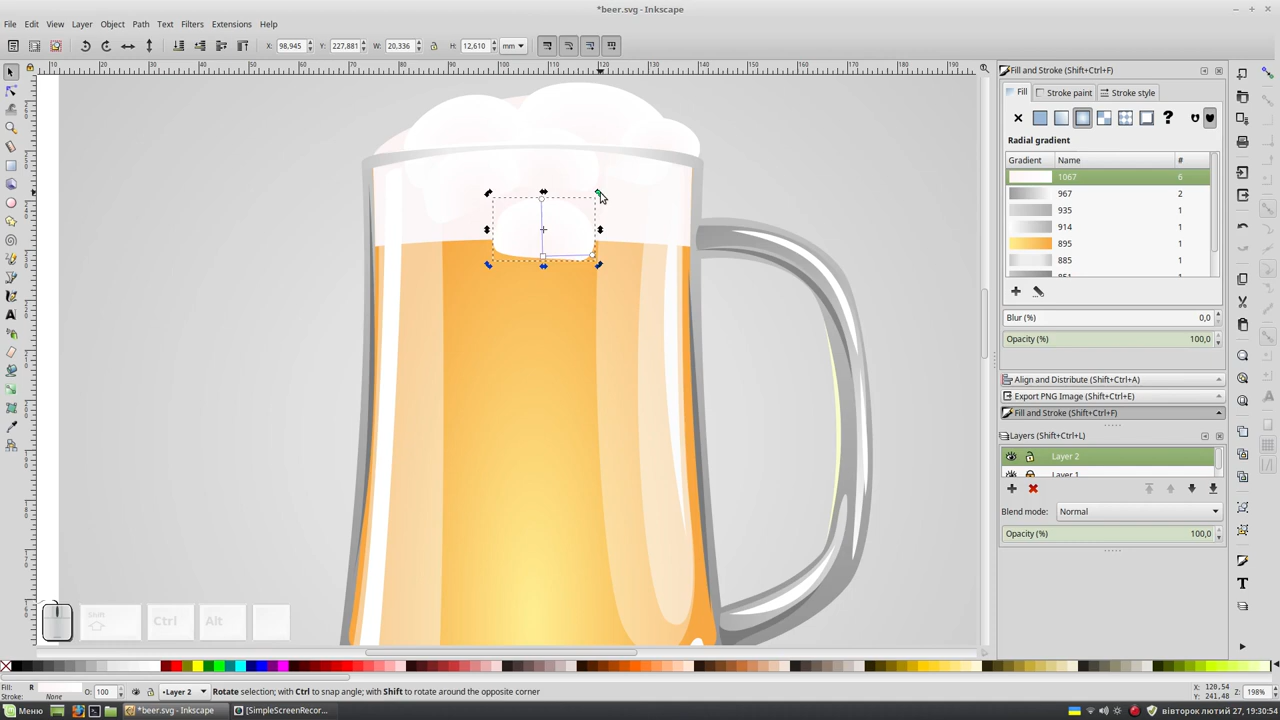 *beer.svg - Inkscape
File Edit View Layer Object Path Text Filters Extensions Help
X: 98,945 Y: 227,881 W: 20,336 H: 12,610 mm
Fill and Stroke (Shift+Ctrl+F)
Fill Stroke paint Stroke style
Radial gradient
Gradient Name #
1067 6
967 2
935 1
914 1
895 1
885 1
Blur (%) 0,0
Opacity (%) 100,0
Align and Distribute (Shift+Ctrl+A)
Export PNG Image (Shift+Ctrl+E)
Fill and Stroke (Shift+Ctrl+F)
Layers (Shift+Ctrl+L)
Layer 2
Layer 1
Blend mode: Normal
Opacity (%) 100,0
Shift Ctrl Alt
Fill: R
Stroke: None
O: 100
•Layer 2
Rotate selection; with Ctrl to snap angle; with Shift to rotate around the opposite corner
X: 120,54
Y: 241,48
Z: 198%
Меню *beer.svg - Inkscape [SimpleScreenRecor... вівторок лютий 27, 19:30:54